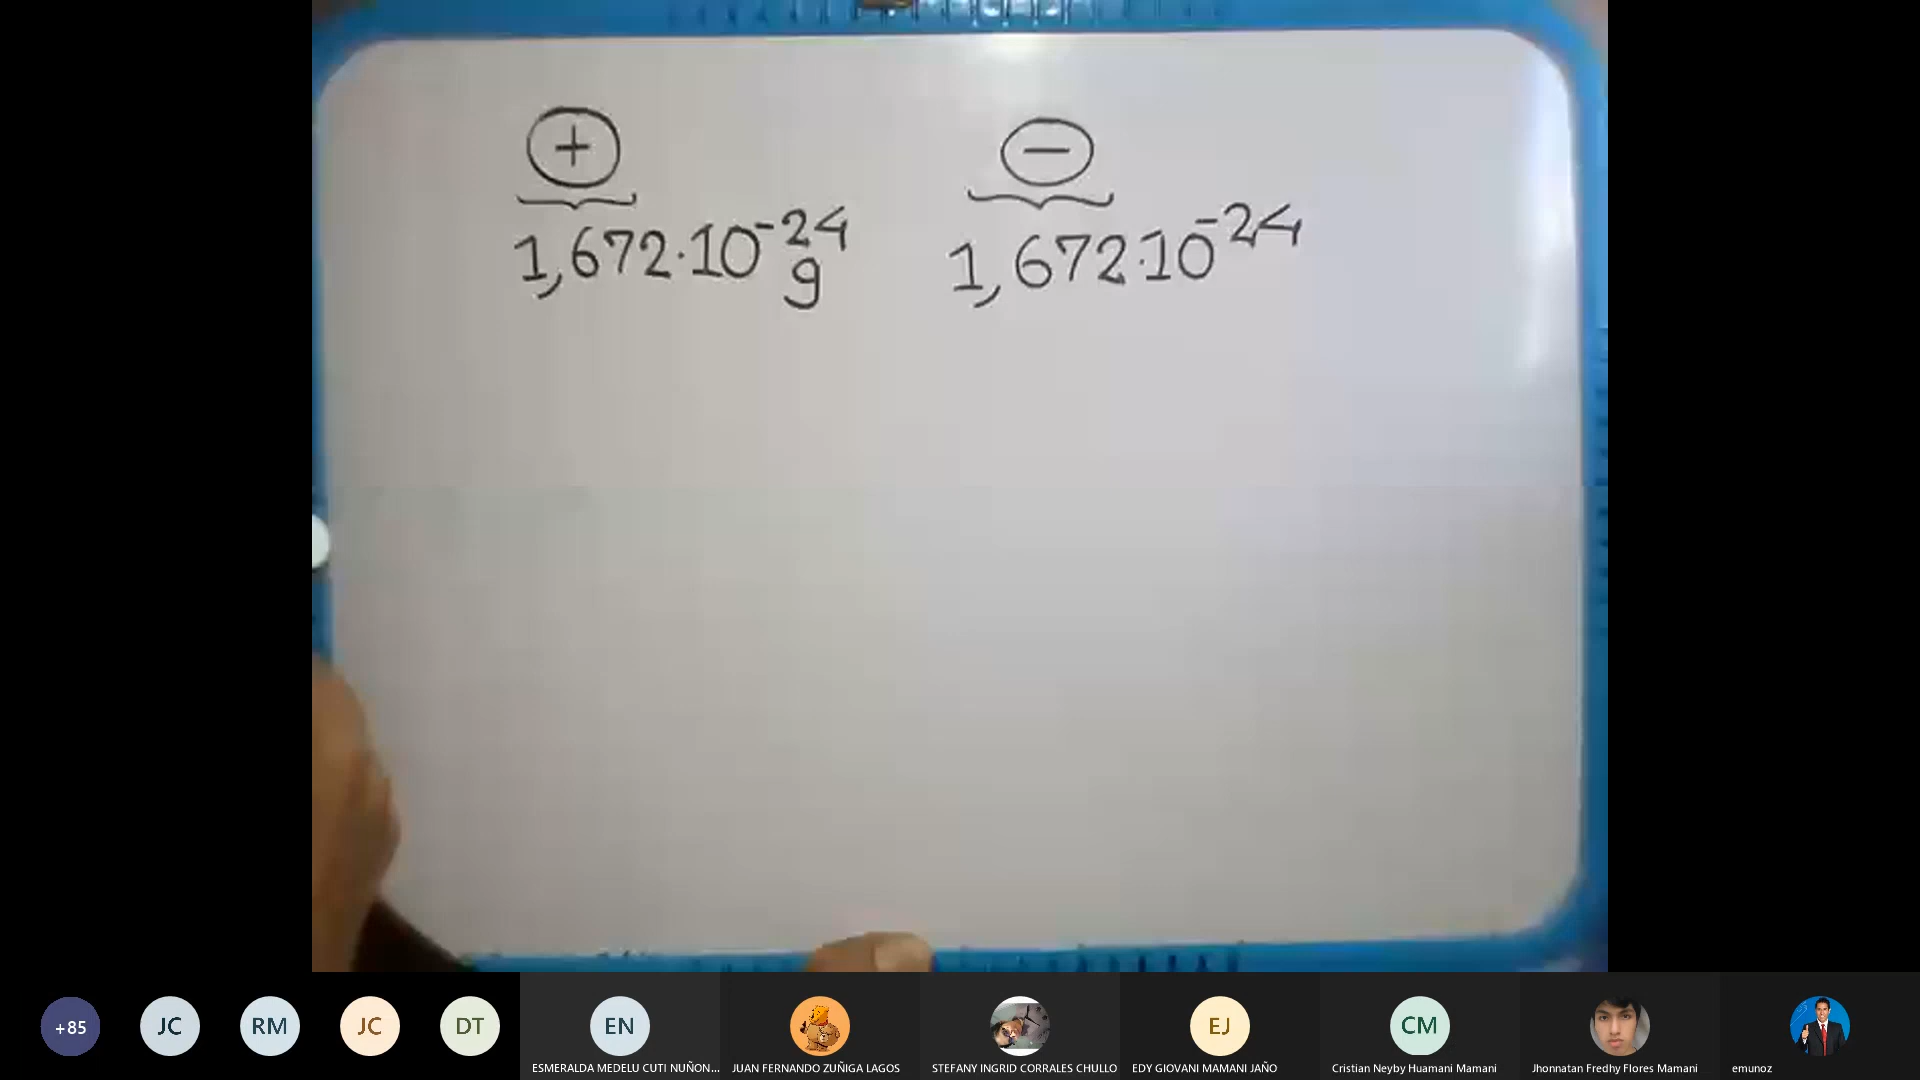 + −
1,672·10⁻²⁴ g 1,672·10⁻²⁴
+85 JC RM JC DT EN EJ CM
ESMERALDA MEDELU CUTI NUÑON... JUAN FERNANDO ZUÑIGA LAGOS STEFANY INGRID CORRALES CHULLO EDY GIOVANI MAMANI JAÑO Cristian Neyby Huamani Mamani Jhonnatan Fredhy Flores Mamani emunoz